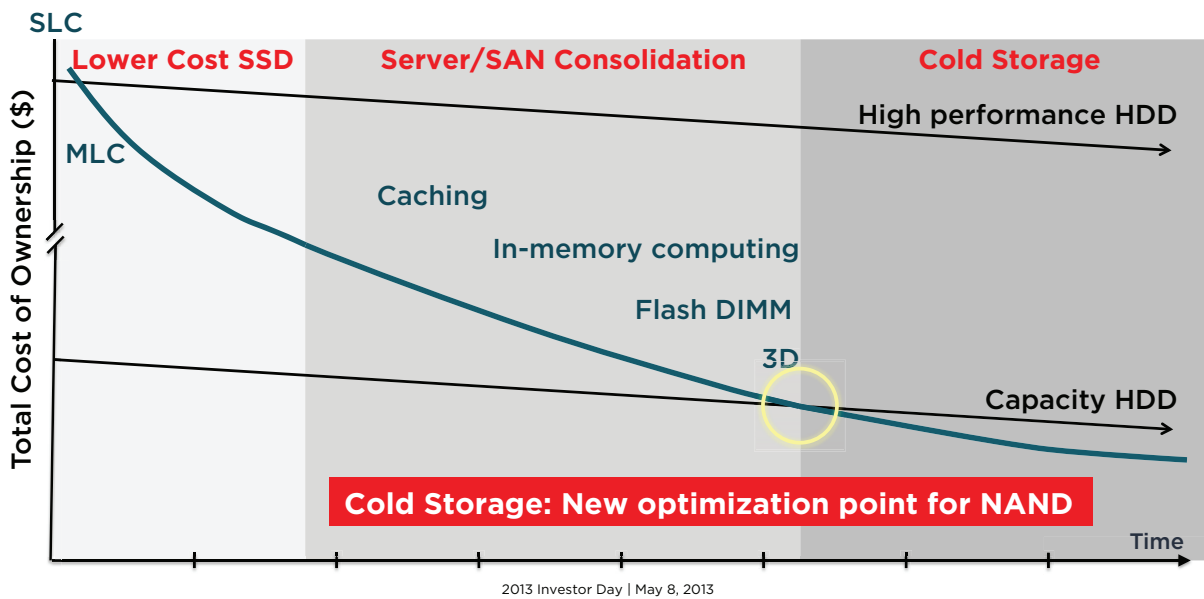 SLC
Lower Cost SSD
Server/SAN Consolidation
Cold Storage
High performance HDD
MLC
Caching
In-memory computing
Flash DIMM
3D
Capacity HDD
Total Cost of Ownership ($)
Cold Storage: New optimization point for NAND
Time
2013 Investor Day | May 8, 2013